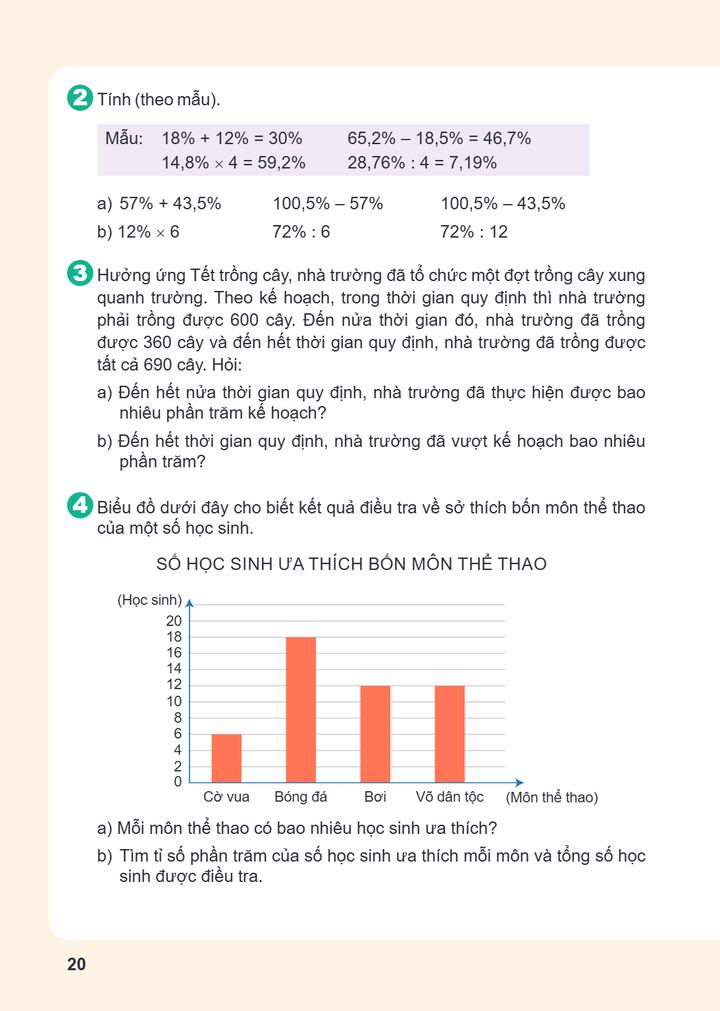 2 Tính (theo mẫu).
Mẫu: 18% + 12% = 30% 65,2% – 18,5% = 46,7%
14,8% × 4 = 59,2% 28,76% : 4 = 7,19%
a) 57% + 43,5% 100,5% – 57% 100,5% – 43,5%
b) 12% × 6 72% : 6 72% : 12
3 Hưởng ứng Tết trồng cây, nhà trường đã tổ chức một đợt trồng cây xung
quanh trường. Theo kế hoạch, trong thời gian quy định thì nhà trường
phải trồng được 600 cây. Đến nửa thời gian đó, nhà trường đã trồng
được 360 cây và đến hết thời gian quy định, nhà trường đã trồng được
tất cả 690 cây. Hỏi:
a) Đến hết nửa thời gian quy định, nhà trường đã thực hiện được bao
nhiêu phần trăm kế hoạch?
b) Đến hết thời gian quy định, nhà trường đã vượt kế hoạch bao nhiêu
phần trăm?
4 Biểu đồ dưới đây cho biết kết quả điều tra về sở thích bốn môn thể thao
của một số học sinh.
SỐ HỌC SINH ƯA THÍCH BỐN MÔN THỂ THAO
(Học sinh)
20
18
16
14
12
10
8
6
4
2
0
Cờ vua Bóng đá Bơi Võ dân tộc (Môn thể thao)
a) Mỗi môn thể thao có bao nhiêu học sinh ưa thích?
b) Tìm tỉ số phần trăm của số học sinh ưa thích mỗi môn và tổng số học
sinh được điều tra.
20